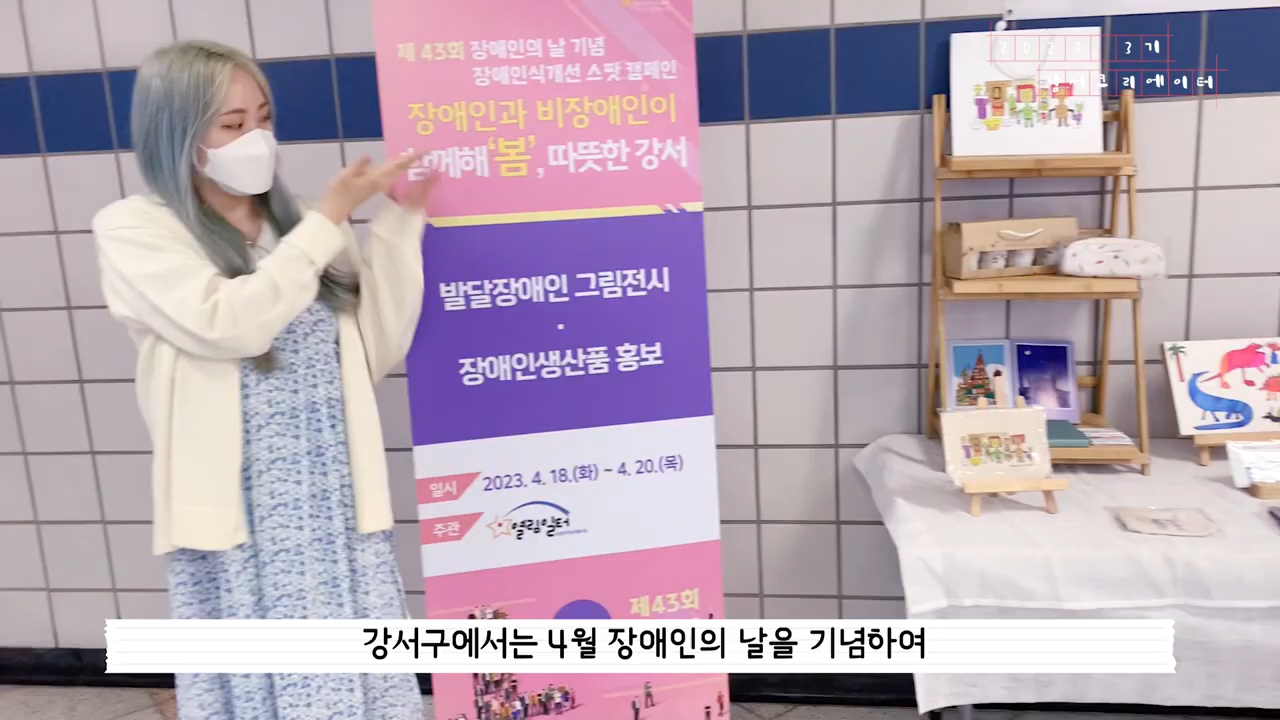 제 43회 장애인의 날 기념
장애인식개선 스팟 캠페인
장애인과 비장애인이
함께해 '봄', 따뜻한 강서
발달장애인 그림전시
·
장애인생산품 홍보
일시 2023. 4. 18.(화) ~ 4. 20.(목)
주관 열림일터
제43회
3기
강서크리에이터
강서구에서는 4월 장애인의 날을 기념하여